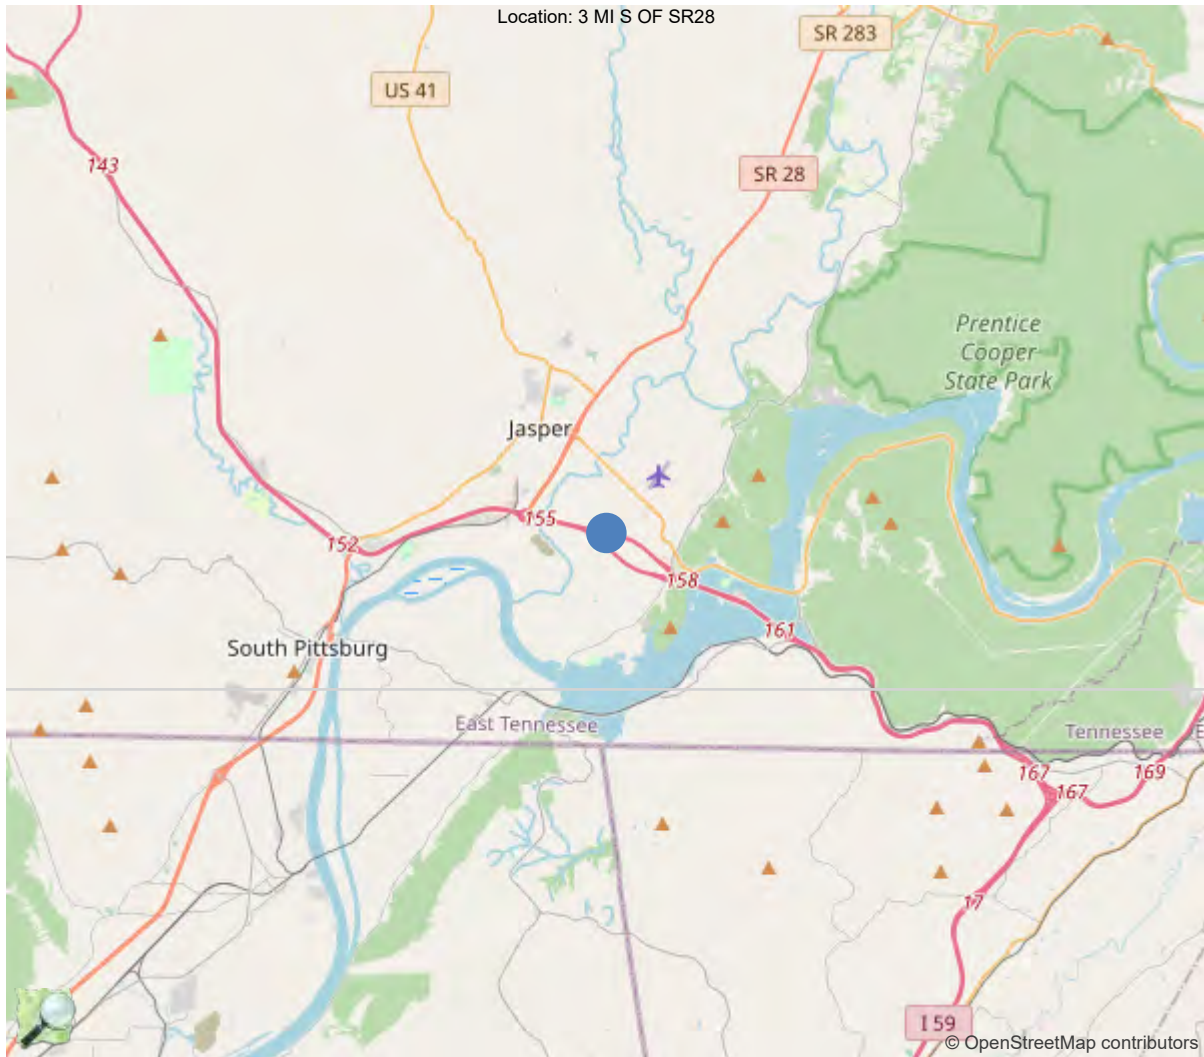 Location: 3 MI S OF SR28
SR 283
US 41
143
SR 28
Prentice
Cooper
State Park
Jasper
155
152
158
161
South Pittsburg
East Tennessee
Tennessee
E
167
167
169
17
I 59
© OpenStreetMap contributors